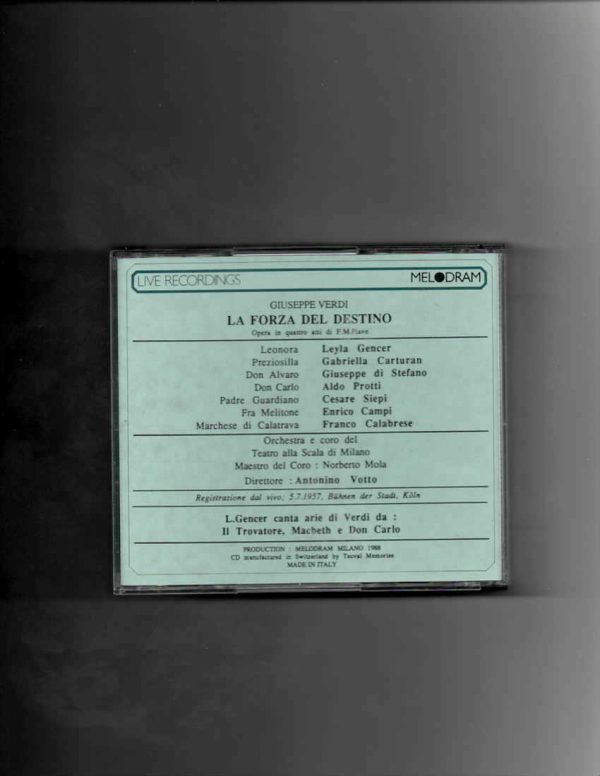 LIVE RECORDINGS MELODRAM
GIUSEPPE VERDI
LA FORZA DEL DESTINO
Opera in quattro atti di F.M.Piave
Leonora Leyla Gencer
Preziosilla Gabriella Carturan
Don Alvaro Giuseppe di Stefano
Don Carlo Aldo Protti
Padre Guardiano Cesare Siepi
Fra Melitone Enrico Campi
Marchese di Calatrava Franco Calabrese
Orchestra e coro del
Teatro alla Scala di Milano
Maestro del Coro : Norberto Mola
Direttore : Antonino Votto
Registrazione dal vivo; 5.7.1957, Bühnen der Stadt, Köln
L.Gencer canta arie di Verdi da :
Il Trovatore, Macbeth e Don Carlo
PRODUCTION : MELODRAM MILANO 1988
CD manufactured in Switzerland by Tecval Memories
MADE IN ITALY